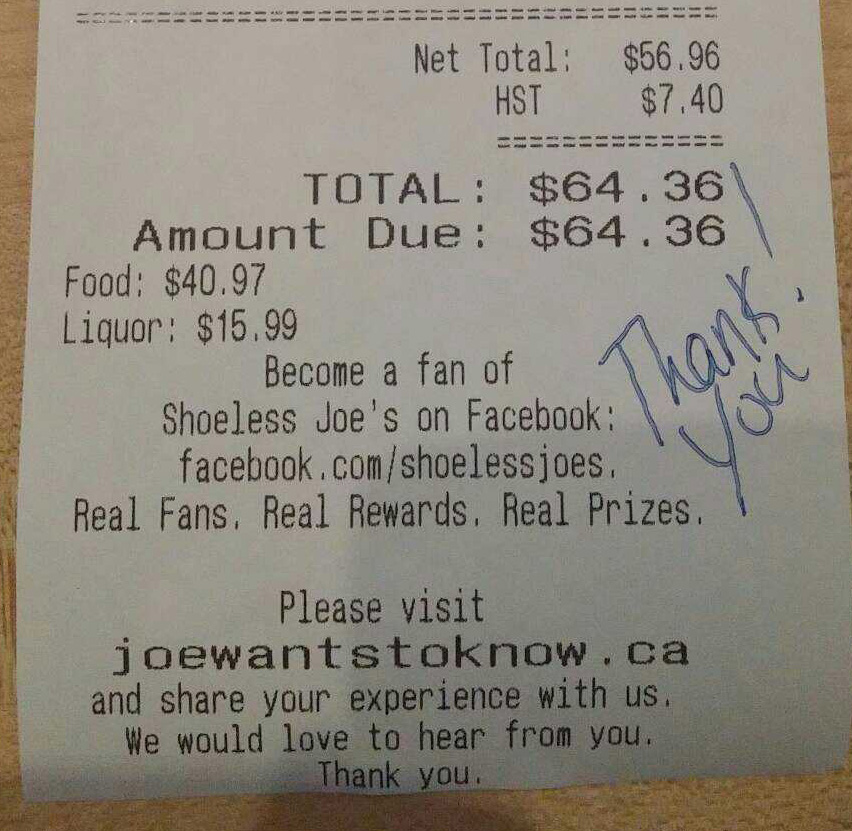 Net Total: $56.96
HST $7.40
TOTAL: $64.36
Amount Due: $64.36
Food: $40.97
Liquor: $15.99
Become a fan of
Shoeless Joe's on Facebook:
facebook.com/shoelessjoes.
Real Fans. Real Rewards. Real Prizes.
Thank
you!
Please visit
joewantstoknow.ca
and share your experience with us.
We would love to hear from you.
Thank you.